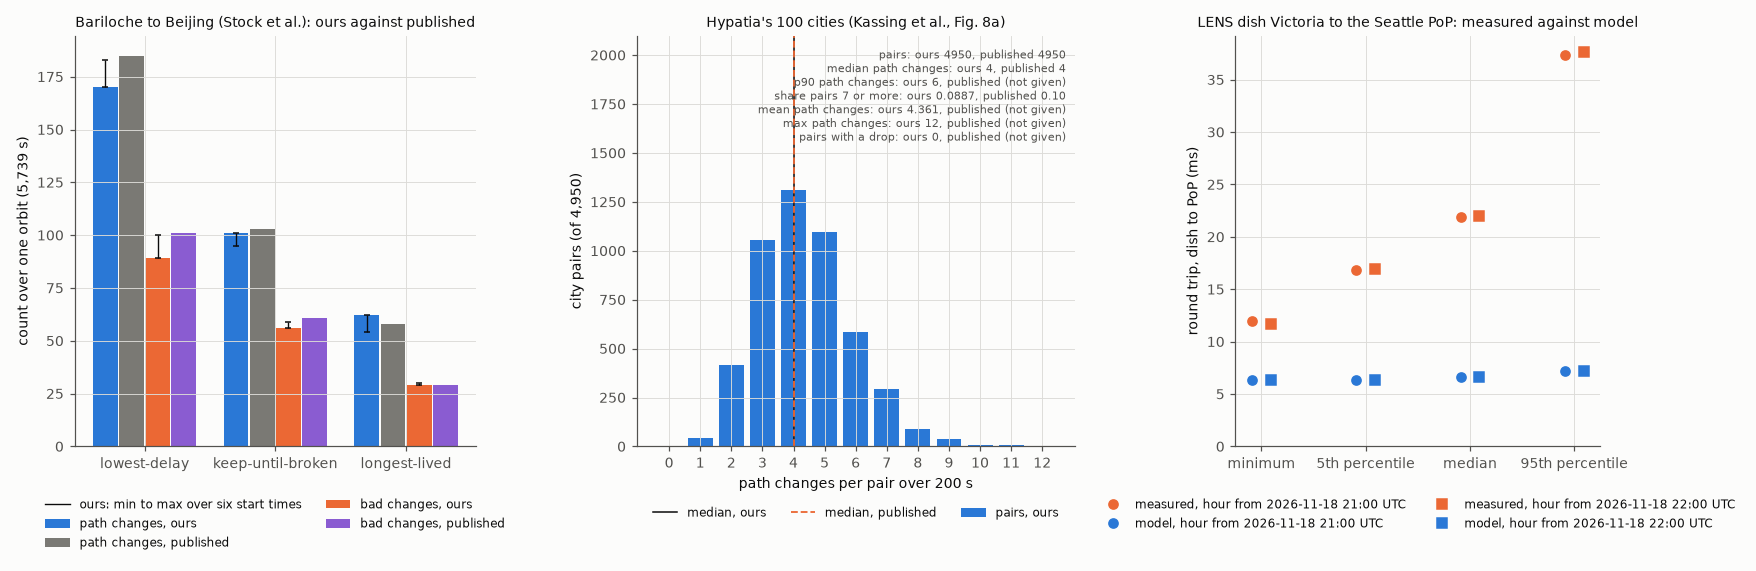 Bariloche to Beijing (Stock et al.): ours against published
count over one orbit (5,739 s)
175
150
125
100
75
50
25
0
lowest-delay
keep-until-broken
longest-lived
ours: min to max over six start times
path changes, ours
path changes, published
bad changes, ours
bad changes, published
Hypatia's 100 cities (Kassing et al., Fig. 8a)
pairs: ours 4950, published 4950
median path changes: ours 4, published 4
p90 path changes: ours 6, published (not given)
share pairs 7 or more: ours 0.0887, published 0.10
mean path changes: ours 4.361, published (not given)
max path changes: ours 12, published (not given)
pairs with a drop: ours 0, published (not given)
city pairs (of 4,950)
2000
1750
1500
1250
1000
750
500
250
0
0 1 2 3 4 5 6 7 8 9 10 11 12
path changes per pair over 200 s
median, ours
median, published
pairs, ours
LENS dish Victoria to the Seattle PoP: measured against model
round trip, dish to PoP (ms)
35
30
25
20
15
10
5
0
minimum
5th percentile
median
95th percentile
measured, hour from 2026-11-18 21:00 UTC
model, hour from 2026-11-18 21:00 UTC
measured, hour from 2026-11-18 22:00 UTC
model, hour from 2026-11-18 22:00 UTC